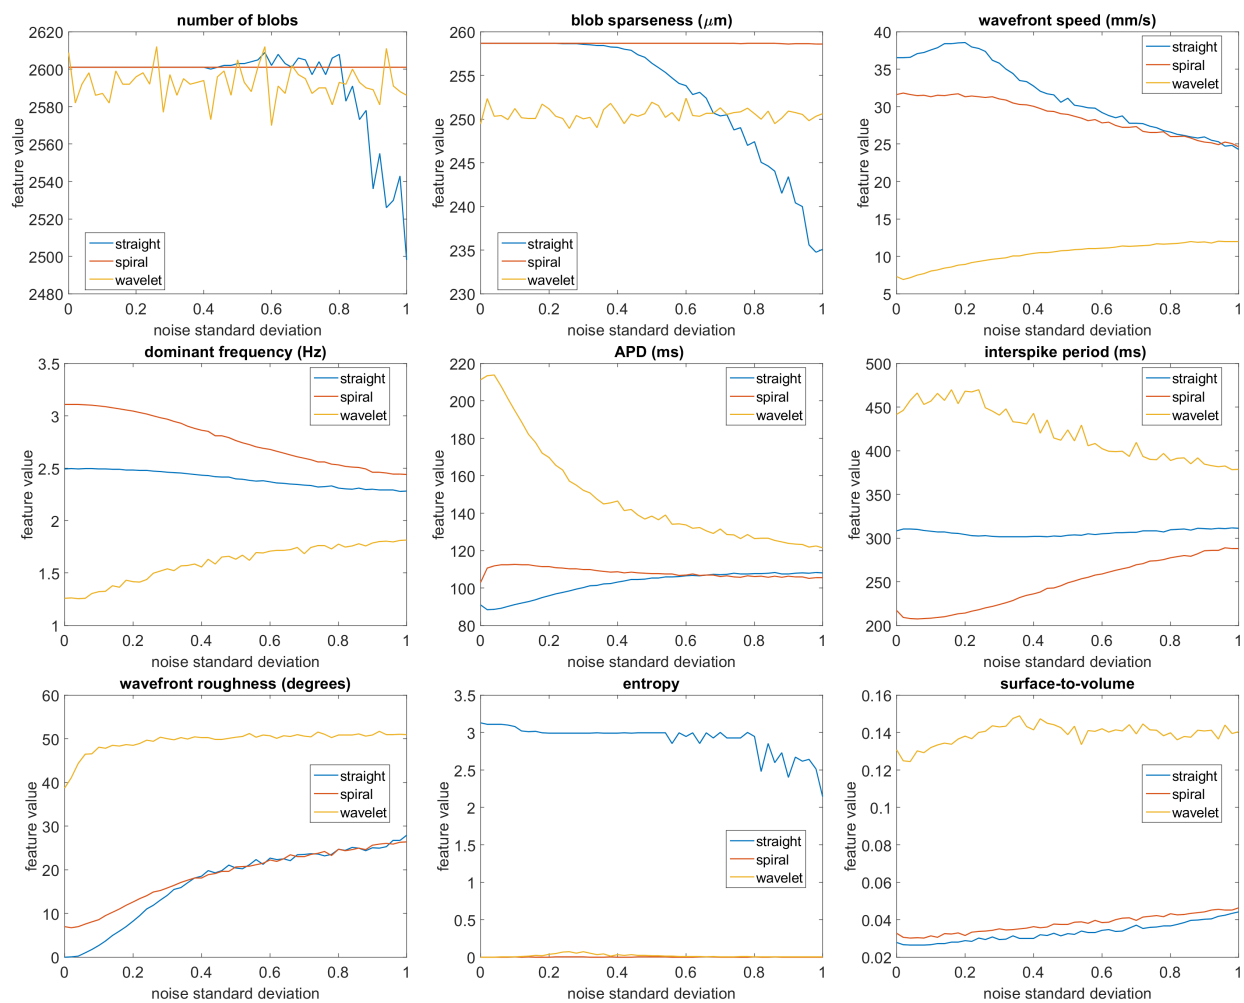 number of blobs
feature value
2620
2600
2580
2560
2540
2520
2500
2480
straight
spiral
wavelet
0 0.2 0.4 0.6 0.8 1
noise standard deviation
blob sparseness (μm)
feature value
260
255
250
245
240
235
230
straight
spiral
wavelet
0 0.2 0.4 0.6 0.8 1
noise standard deviation
wavefront speed (mm/s)
feature value
40
35
30
25
20
15
10
5
straight
spiral
wavelet
0 0.2 0.4 0.6 0.8 1
noise standard deviation
dominant frequency (Hz)
feature value
3.5
3
2.5
2
1.5
1
straight
spiral
wavelet
0 0.2 0.4 0.6 0.8 1
noise standard deviation
APD (ms)
feature value
220
200
180
160
140
120
100
80
straight
spiral
wavelet
0 0.2 0.4 0.6 0.8 1
noise standard deviation
interspike period (ms)
feature value
500
450
400
350
300
250
200
straight
spiral
wavelet
0 0.2 0.4 0.6 0.8 1
noise standard deviation
wavefront roughness (degrees)
feature value
60
50
40
30
20
10
0
straight
spiral
wavelet
0 0.2 0.4 0.6 0.8 1
noise standard deviation
entropy
feature value
3.5
3
2.5
2
1.5
1
0.5
0
straight
spiral
wavelet
0 0.2 0.4 0.6 0.8 1
noise standard deviation
surface-to-volume
feature value
0.16
0.14
0.12
0.1
0.08
0.06
0.04
0.02
straight
spiral
wavelet
0 0.2 0.4 0.6 0.8 1
noise standard deviation